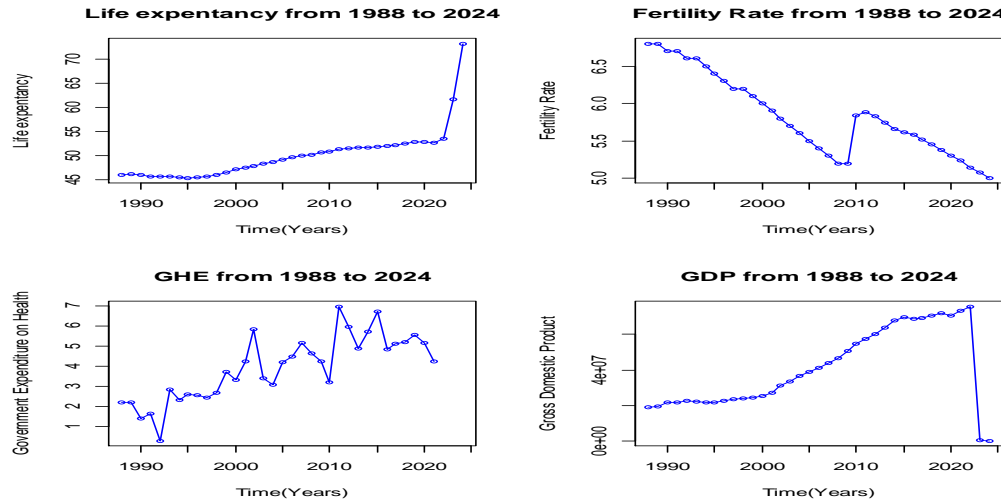 Life expentancy from 1988 to 2024
Life expentancy
45 50 55 60 65 70
1990 2000 2010 2020
Time(Years)
Fertility Rate from 1988 to 2024
Fertility Rate
5.0 5.5 6.0 6.5
1990 2000 2010 2020
Time(Years)
GHE from 1988 to 2024
Government Expenditure on Health
1 2 3 4 5 6 7
1990 2000 2010 2020
Time(Years)
GDP from 1988 to 2024
Gross Domestic Product
0e+00 4e+07
1990 2000 2010 2020
Time(Years)